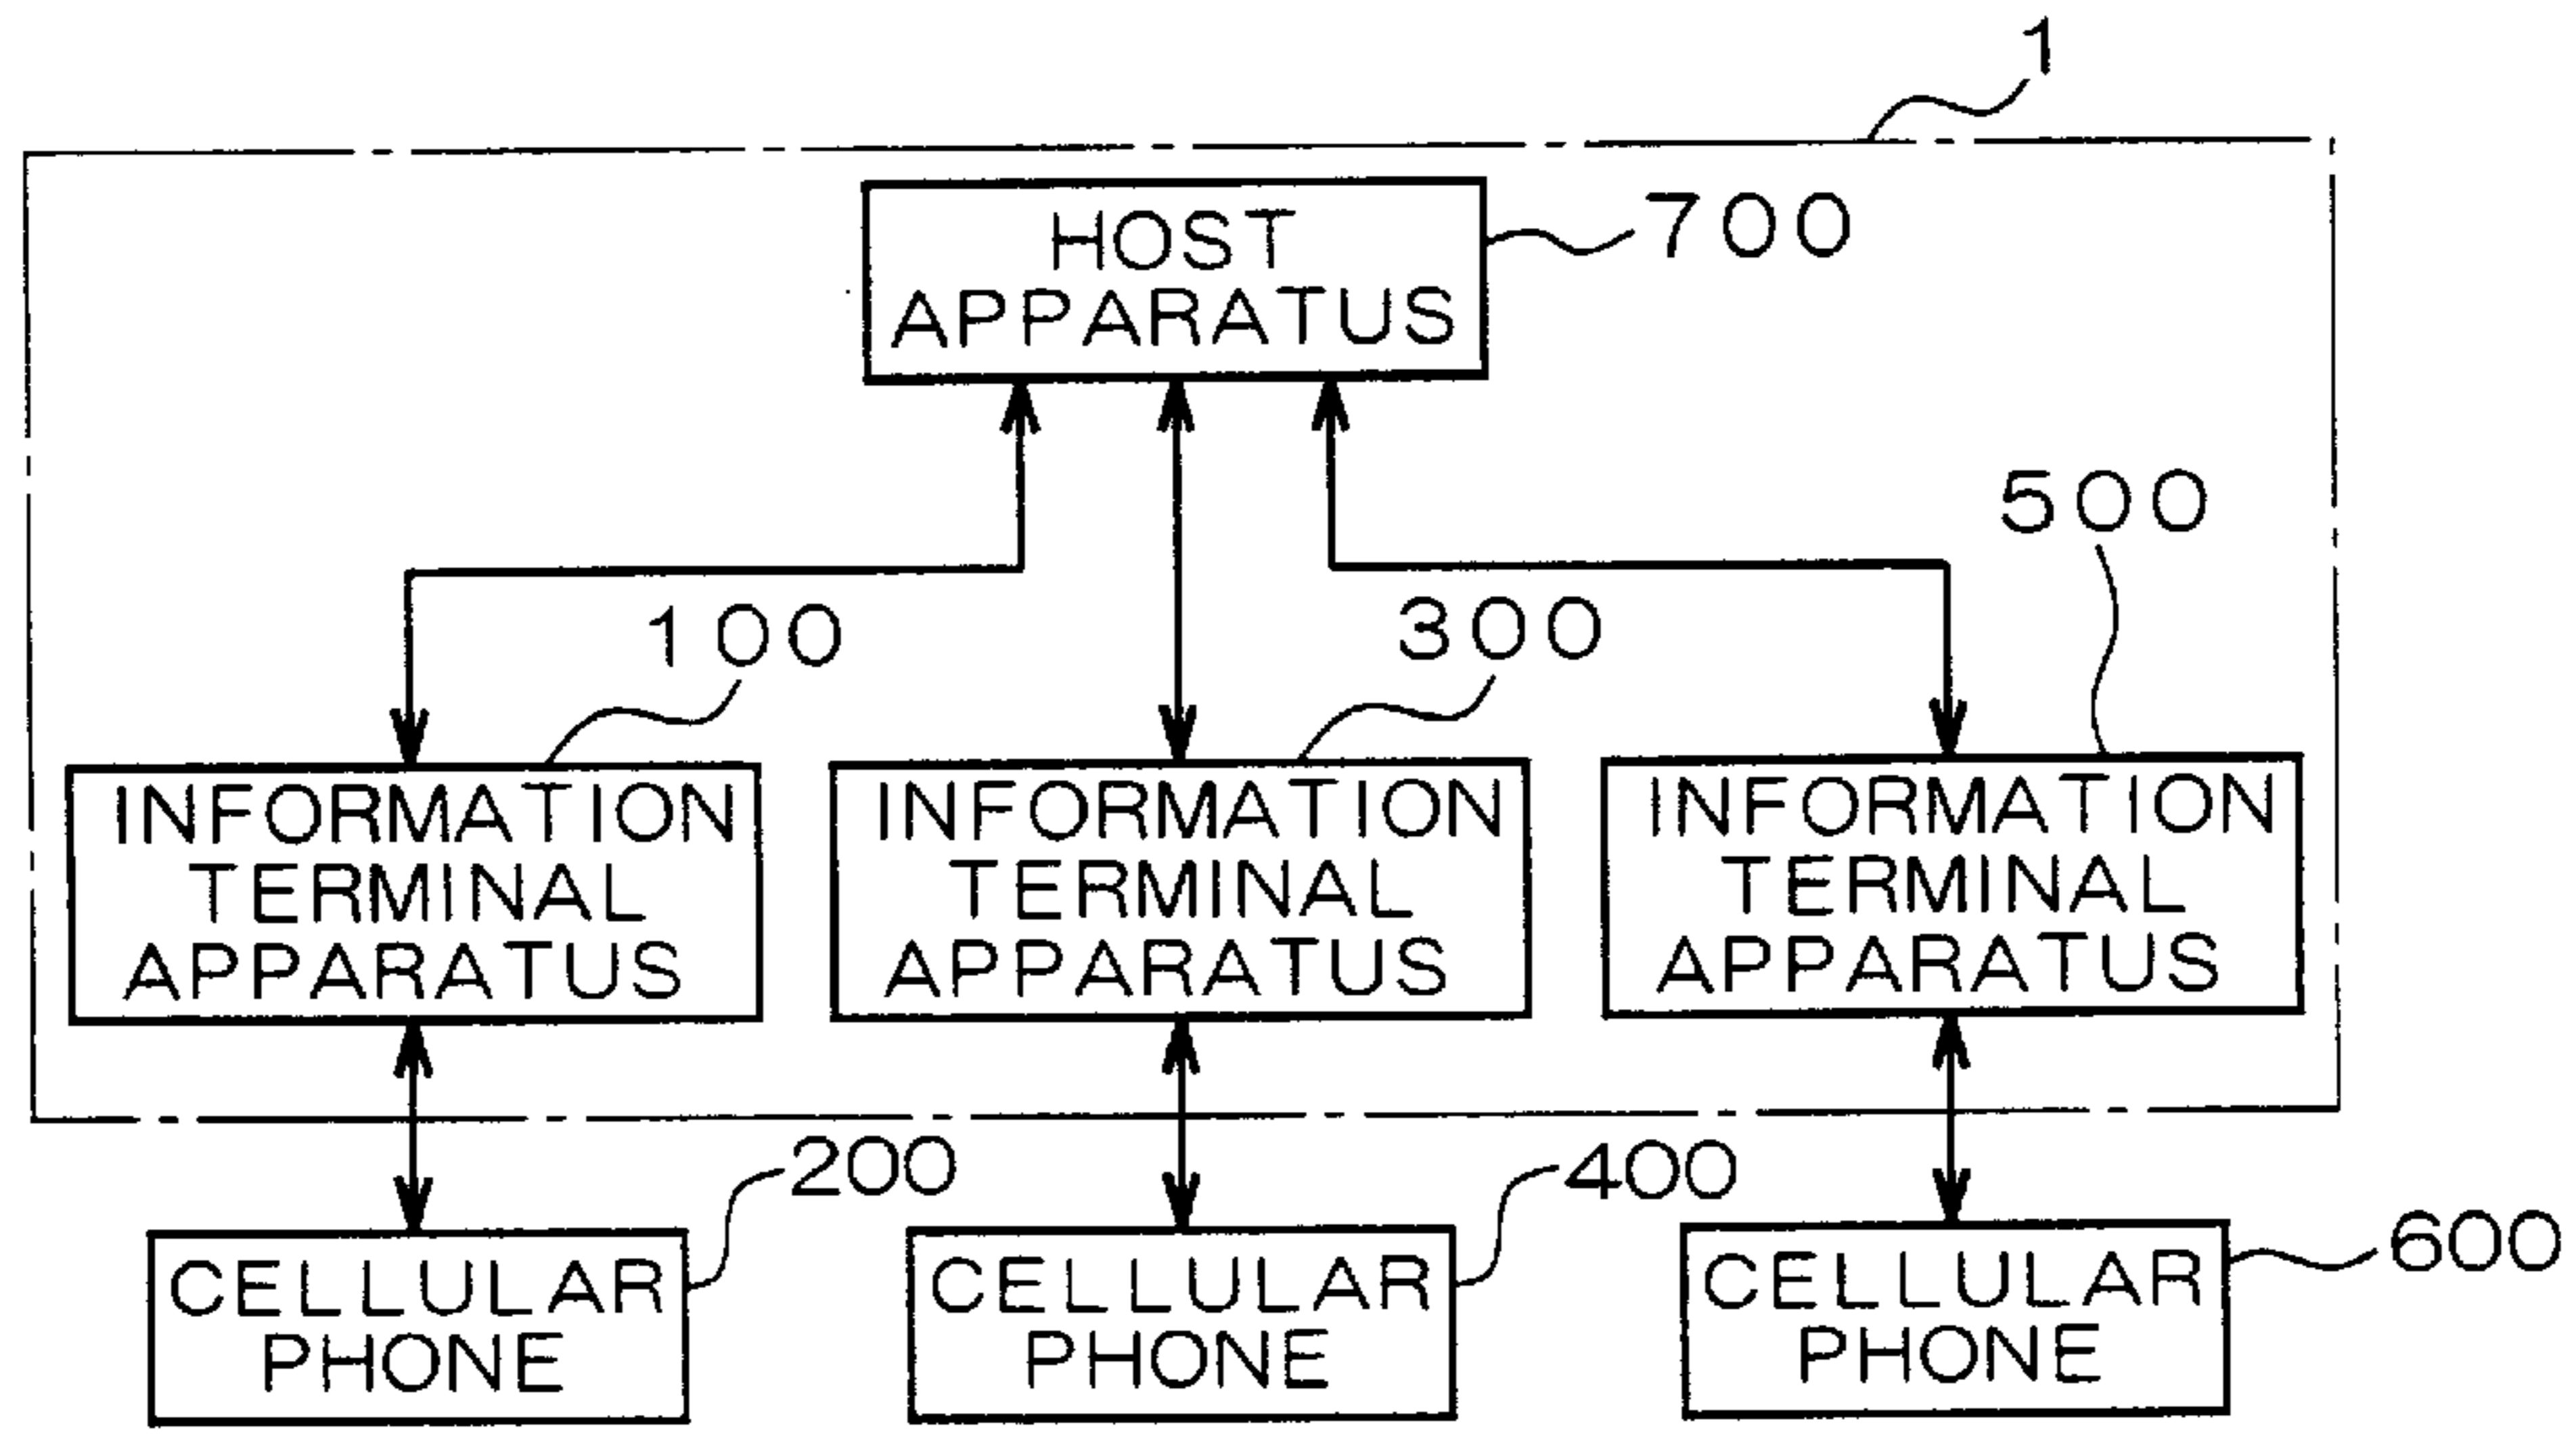 1
HOST
APPARATUS
700
500
100
300
INFORMATION
TERMINAL
APPARATUS
INFORMATION
TERMINAL
APPARATUS
INFORMATION
TERMINAL
APPARATUS
200
400
600
CELLULAR
PHONE
CELLULAR
PHONE
CELLULAR
PHONE